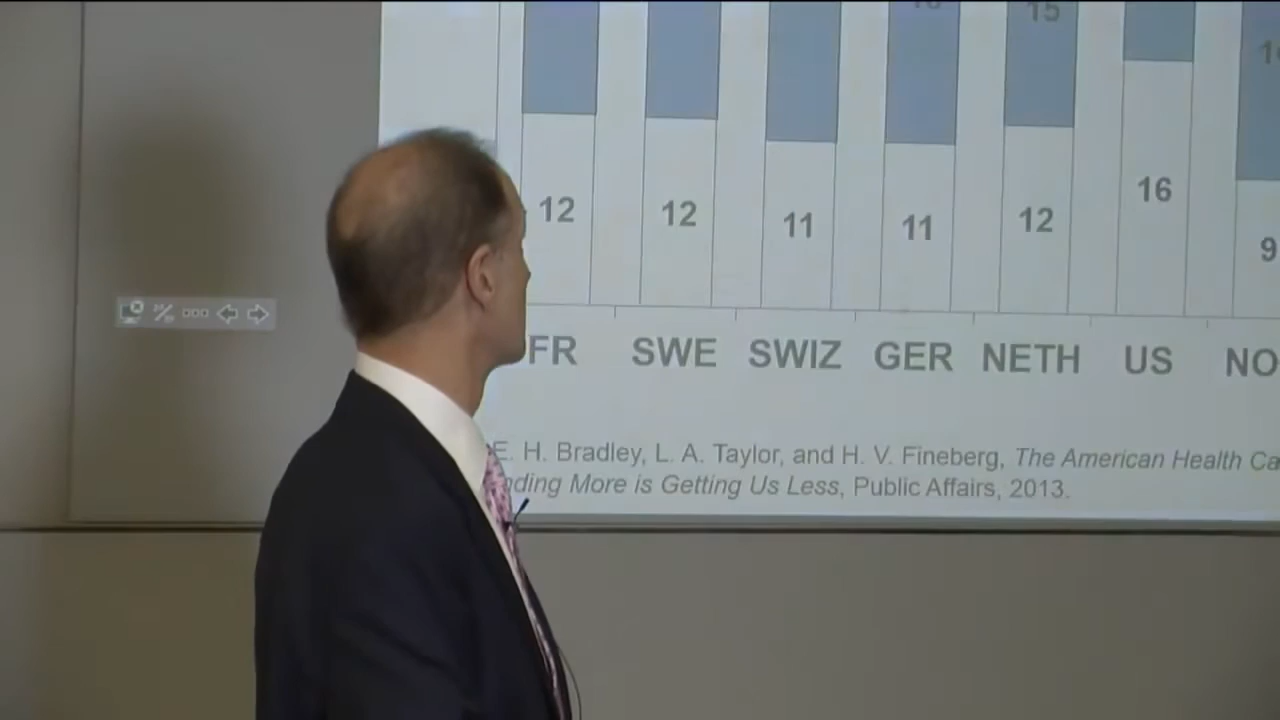 15
12 12 11 11 12 16 9
FR SWE SWIZ GER NETH US NO
E. H. Bradley, L. A. Taylor, and H. V. Fineberg, The American Health Ca
nding More is Getting Us Less, Public Affairs, 2013.